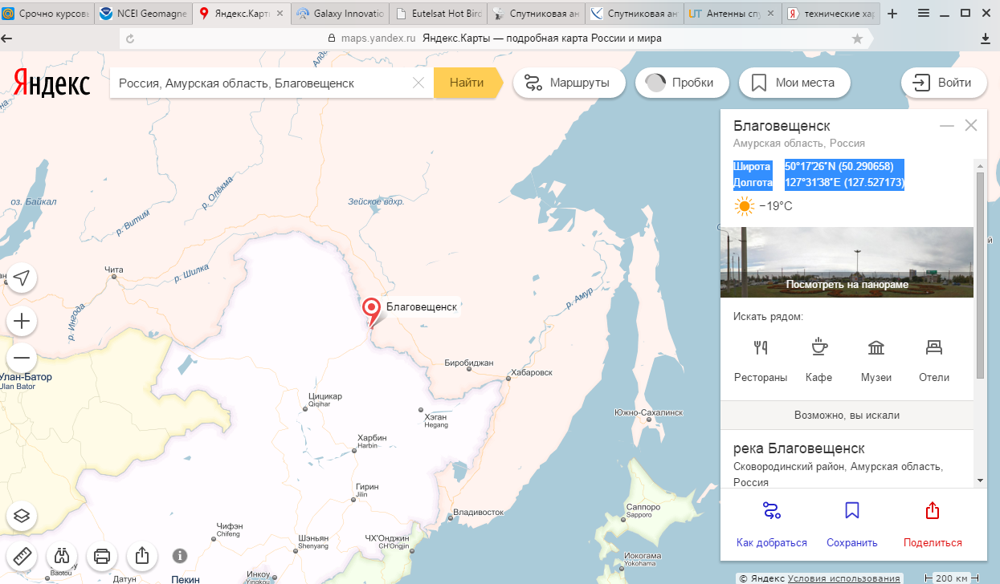 Срочно курсов
NCEI Geomagne
Яндекс.Карты
Galaxy Innovatio
Eutelsat Hot Bird
Спутниковая ан
Спутниковая ан
Антенны спу
технические хар
maps.yandex.ru Яндекс.Карты — подробная карта России и мира
Яндекс
Россия, Амурская область, Благовещенск
Найти
Маршруты
Пробки
Мои места
Войти
Благовещенск
Амурская область, Россия
Широта 50°17'26"N (50.290658)
Долгота 127°31'38"E (127.527173)
−19°C
Посмотреть на панораме
Искать рядом:
Рестораны
Кафе
Музеи
Отели
Возможно, вы искали
река Благовещенск
Сковородинский район, Амурская область,
Россия
Как добраться
Сохранить
Поделиться
оз. Байкал
р. Витим
р. Олёкма
Зейское вдхр.
Чита
р. Шилка
р. Ингода
р. Амур
Благовещенск
Биробиджан
Хабаровск
Улан-Батор
Ulan Bator
Цицикар
Qiqihar
Хэган
Hegang
Южно-Сахалинск
Харбин
Harbin
Гирин
Jilin
Владивосток
Саппоро
Sapporo
Чифэн
Chifeng
Шэньян
Shenyang
ЧХ'Онджин
CH'Ongjin
Иокогама
Yokohama
Baotou
Датун
Пекин
Инкоу
Yingkou
© Яндекс Условия использования
200 км